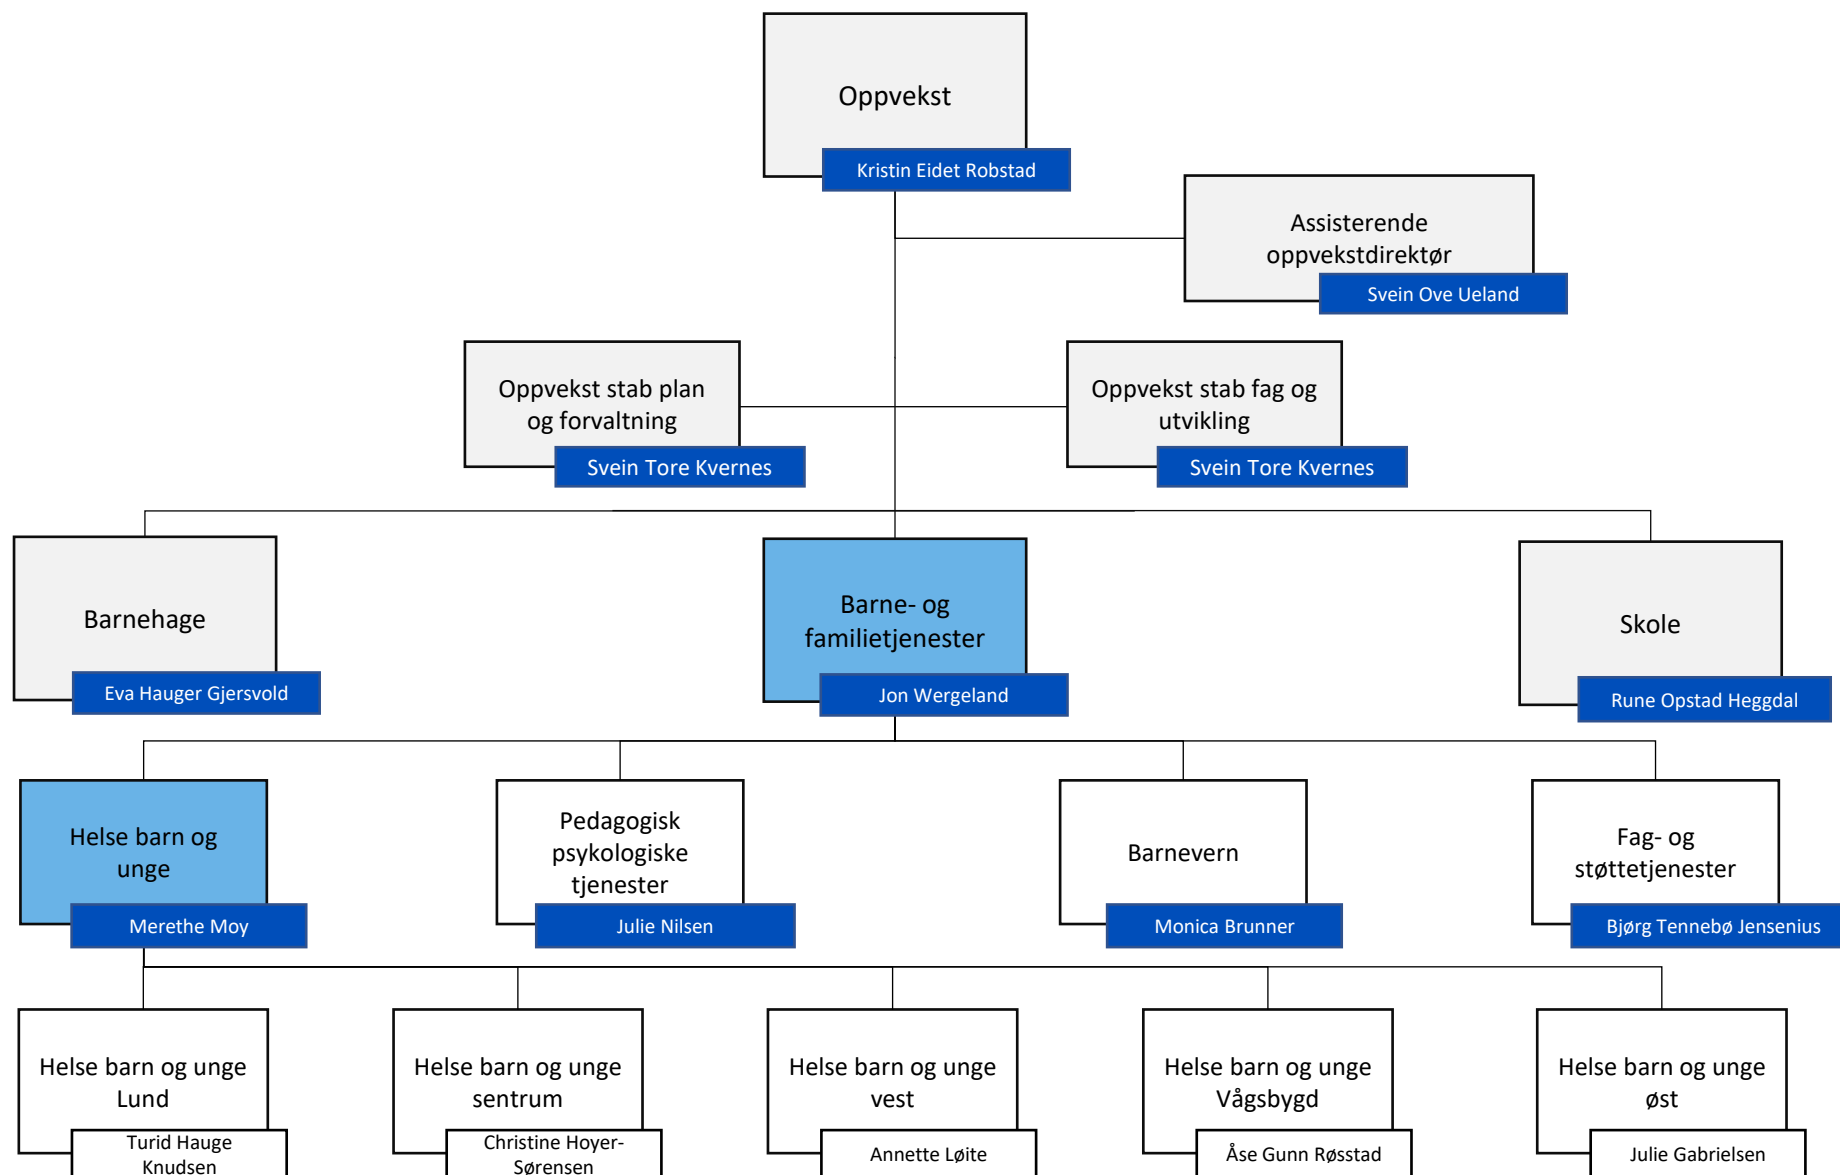 Oppvekst
Kristin Eidet Robstad
Assisterende
oppvekstdirektør
Svein Ove Ueland
Oppvekst stab plan
og forvaltning
Svein Tore Kvernes
Oppvekst stab fag og
utvikling
Svein Tore Kvernes
Barnehage
Eva Hauger Gjersvold
Barne- og
familietjenester
Jon Wergeland
Skole
Rune Opstad Heggdal
Helse barn og
unge
Merethe Moy
Pedagogisk
psykologiske
tjenester
Julie Nilsen
Barnevern
Monica Brunner
Fag- og
støttetjenester
Bjørg Tennebø Jensenius
Helse barn og unge
Lund
Turid Hauge
Knudsen
Helse barn og unge
sentrum
Christine Hoyer-
Sørensen
Helse barn og unge
vest
Annette Løite
Helse barn og unge
Vågsbygd
Åse Gunn Røsstad
Helse barn og unge
øst
Julie Gabrielsen